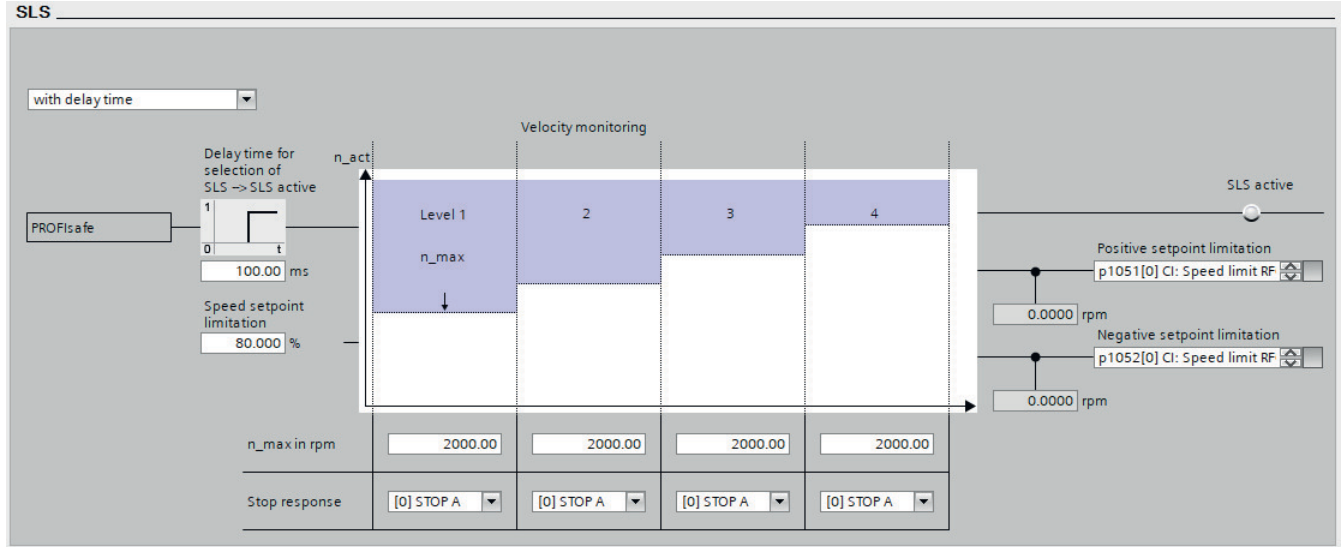 SLS
with delay time
Velocity monitoring
Delay time for
selection of
SLS -> SLS active
n_act
1
0
t
PROFIsafe
100.00 ms
Speed setpoint
limitation
80.000 %
Level 1
2
3
4
n_max
SLS active
Positive setpoint limitation
p1051[0] CI: Speed limit RF
0.0000 rpm
Negative setpoint limitation
p1052[0] CI: Speed limit RF
0.0000 rpm
n_max in rpm
2000.00
2000.00
2000.00
2000.00
Stop response
[0] STOP A
[0] STOP A
[0] STOP A
[0] STOP A